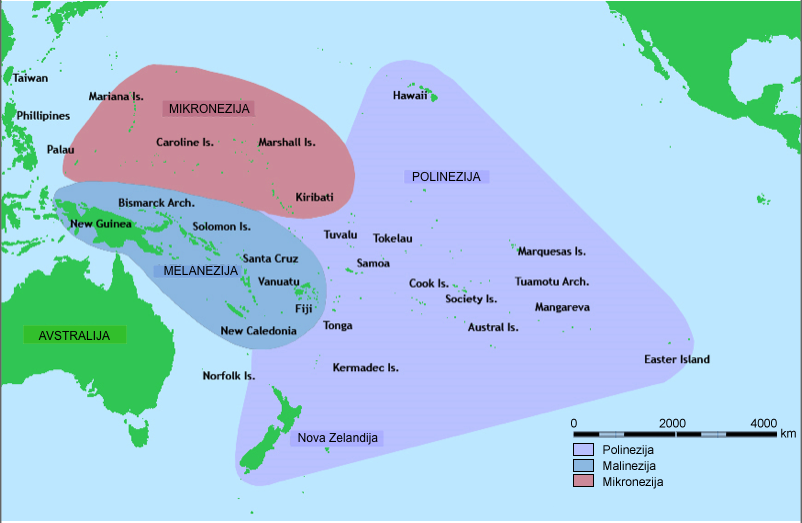 Taiwan
Mariana Is.
MIKRONEZIJA
Hawaii
Phillipines
Palau
Caroline Is.
Marshall Is.
POLINEZIJA
Kiribati
Bismarck Arch.
New Guinea
Solomon Is.
Tuvalu
Tokelau
Marquesas Is.
Santa Cruz
Samoa
MELANEZIJA
Vanuatu
Cook Is.
Tuamotu Arch.
Society Is.
Fiji
Mangareva
New Caledonia
Tonga
Austral Is.
AVSTRALIJA
Easter Island
Kermadec Is.
Norfolk Is.
Nova Zelandija
0 2000 4000
km
Polinezija
Malinezija
Mikronezija